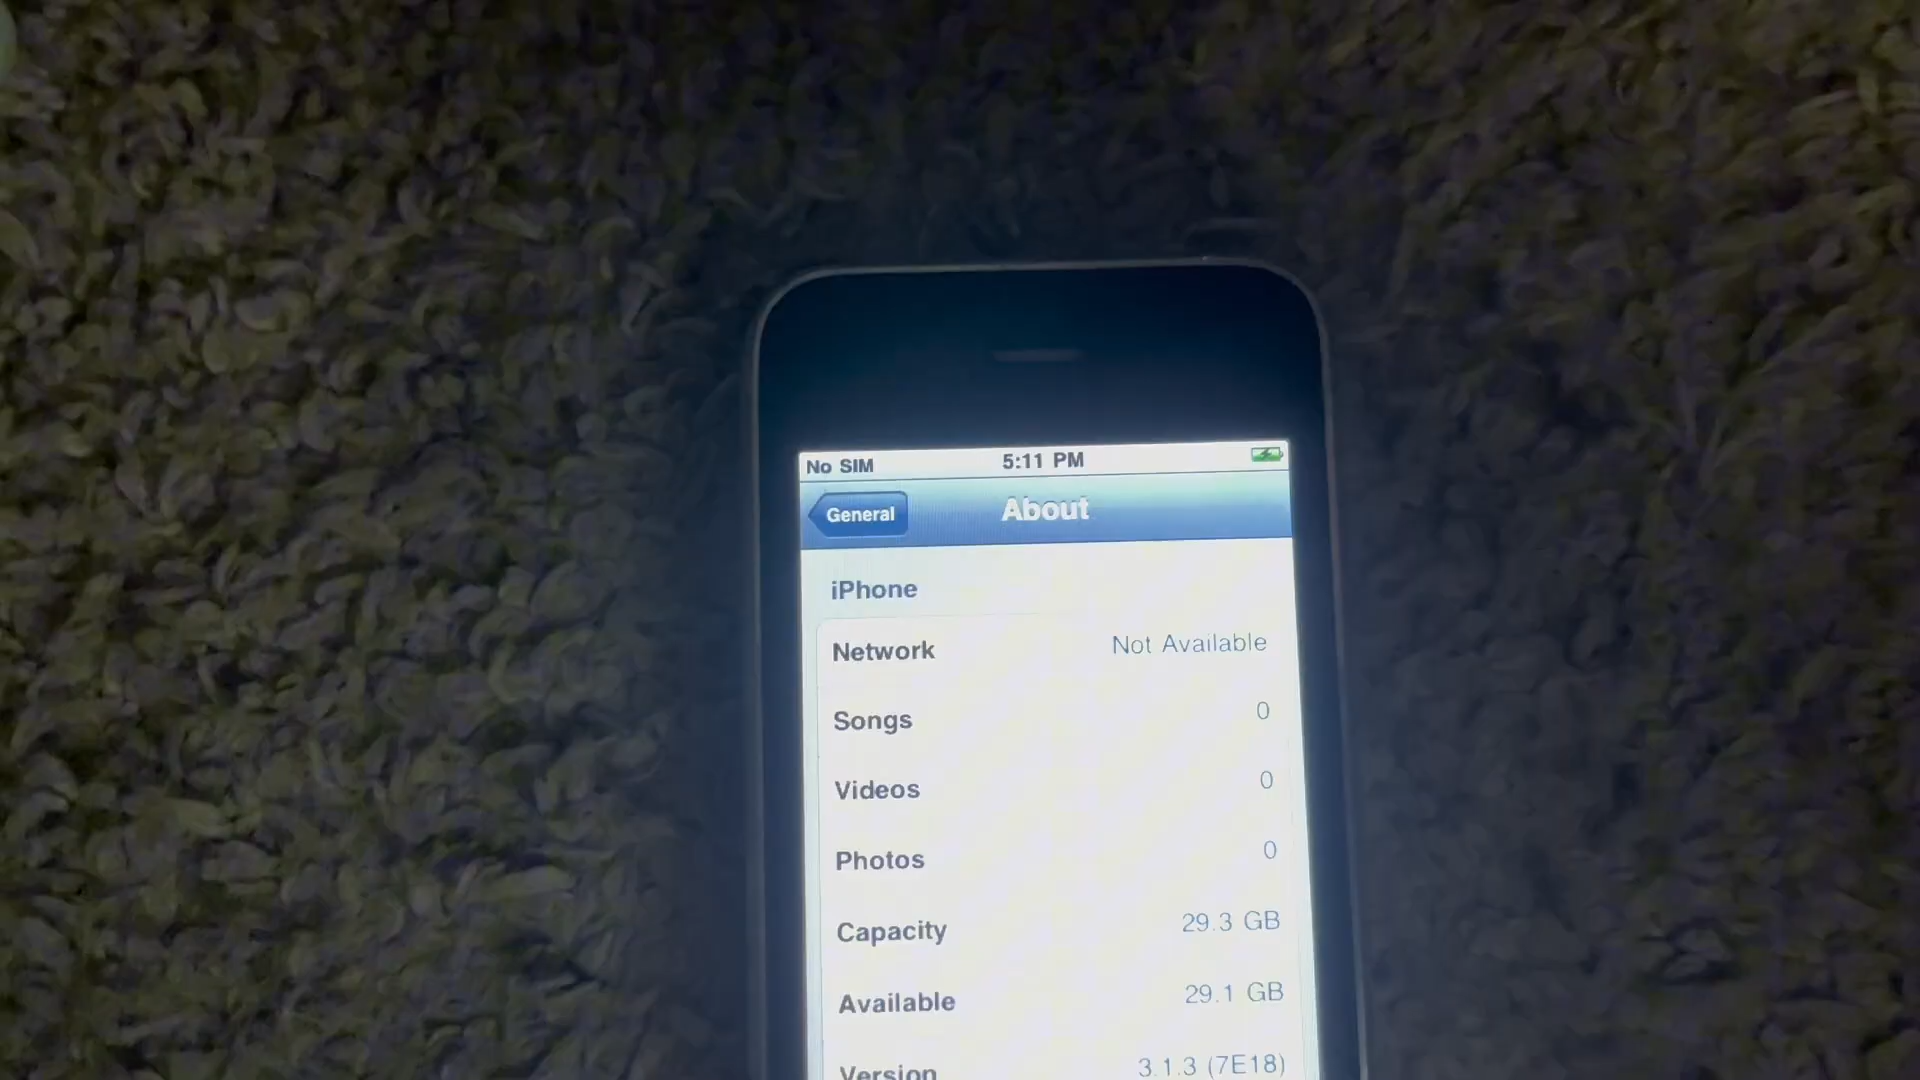 No SIM 5:11 PM
General About
iPhone
Network Not Available
Songs 0
Videos 0
Photos 0
Capacity 29.3 GB
Available 29.1 GB
Version 3.1.3 (7E18)